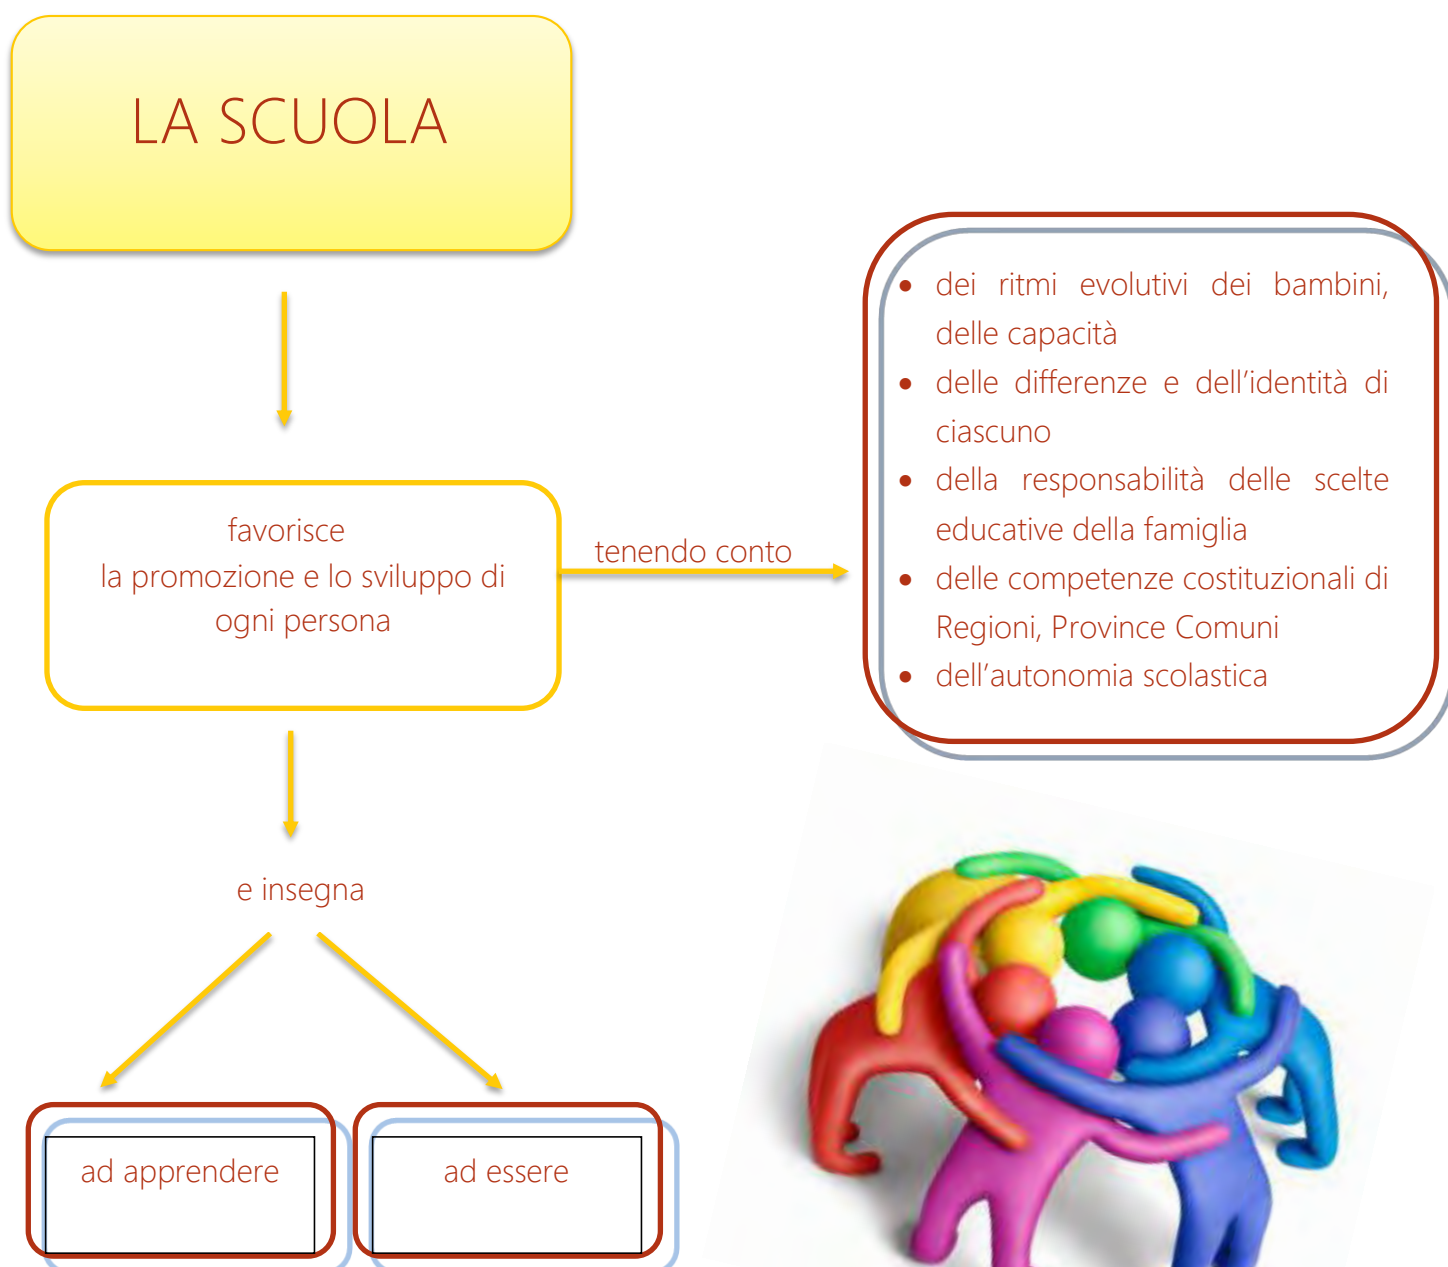 LA SCUOLA
favorisce
la promozione e lo sviluppo di
ogni persona
tenendo conto
• dei ritmi evolutivi dei bambini,
delle capacità
• delle differenze e dell’identità di
ciascuno
• della responsabilità delle scelte
educative della famiglia
• delle competenze costituzionali di
Regioni, Province Comuni
• dell’autonomia scolastica
e insegna
ad apprendere
ad essere